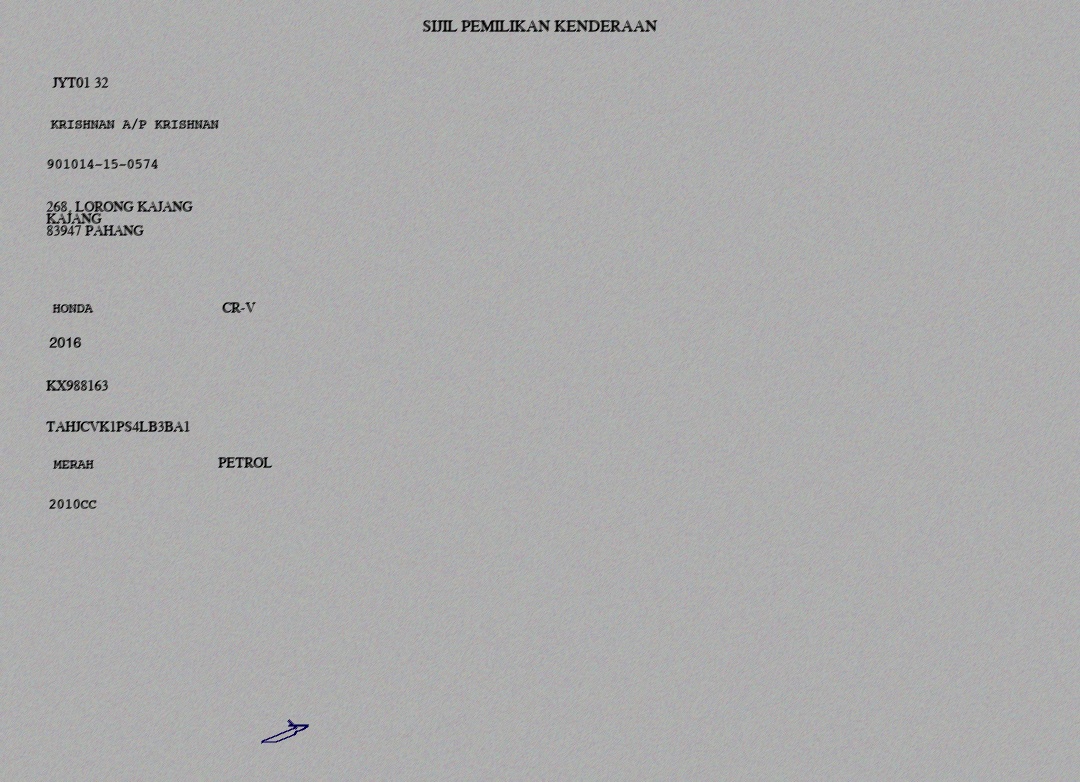 SIJIL PEMILIKAN KENDERAAN
JYT01 32
KRISHNAN A/P KRISHNAN
901014-15-0574
268, LORONG KAJANG
KAJANG
83947 PAHANG
HONDA CR-V
2016
KX988163
TAHJCVK1PS4LB3BA1
MERAH PETROL
2010CC